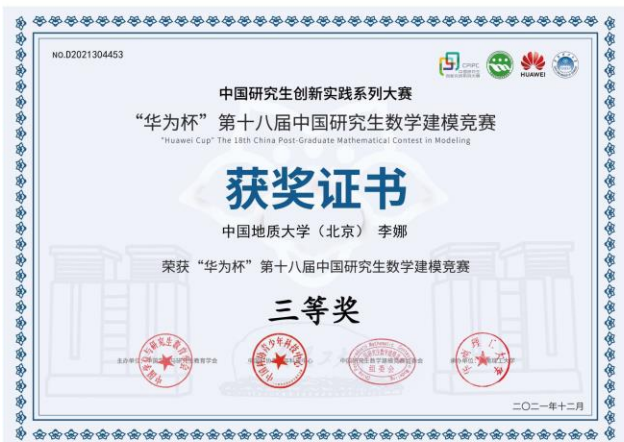 NO.D2021304453
CPIPC
HUAWEI
中国研究生创新实践系列大赛
“华为杯”第十八届中国研究生数学建模竞赛
"Huawei Cup" The 18th China Post-Graduate Mathematical Contest in Modeling
获奖证书
中国地质大学（北京） 李娜
荣获“华为杯”第十八届中国研究生数学建模竞赛
三等奖
组委会
二〇二一年十二月